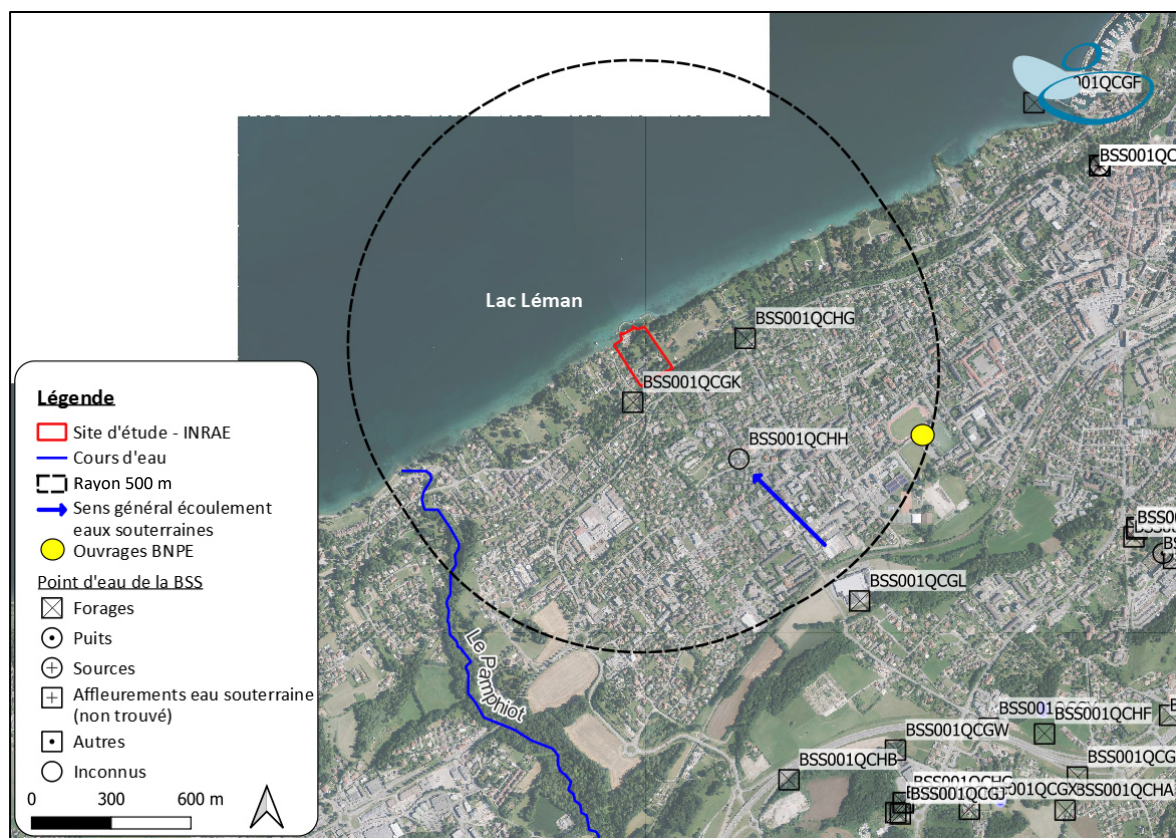 001QCGF
BSS001QC
Lac Léman
BSS001QCHG
BSS001QCGK
BSS001QCHH
BSS001QCGL
Le Pamphiot
BSS001QCHF
BSS001QCGW
BSS001QCG
BSS001QCHB
BSS001QCGJ
001QCGX
BSS001QCHA
Légende
Site d'étude - INRAE
Cours d'eau
Rayon 500 m
Sens général écoulement
eaux souterraines
Ouvrages BNPE
Point d'eau de la BSS
Forages
Puits
Sources
Affleurements eau souterraine
(non trouvé)
Autres
Inconnus
0 300 600 m